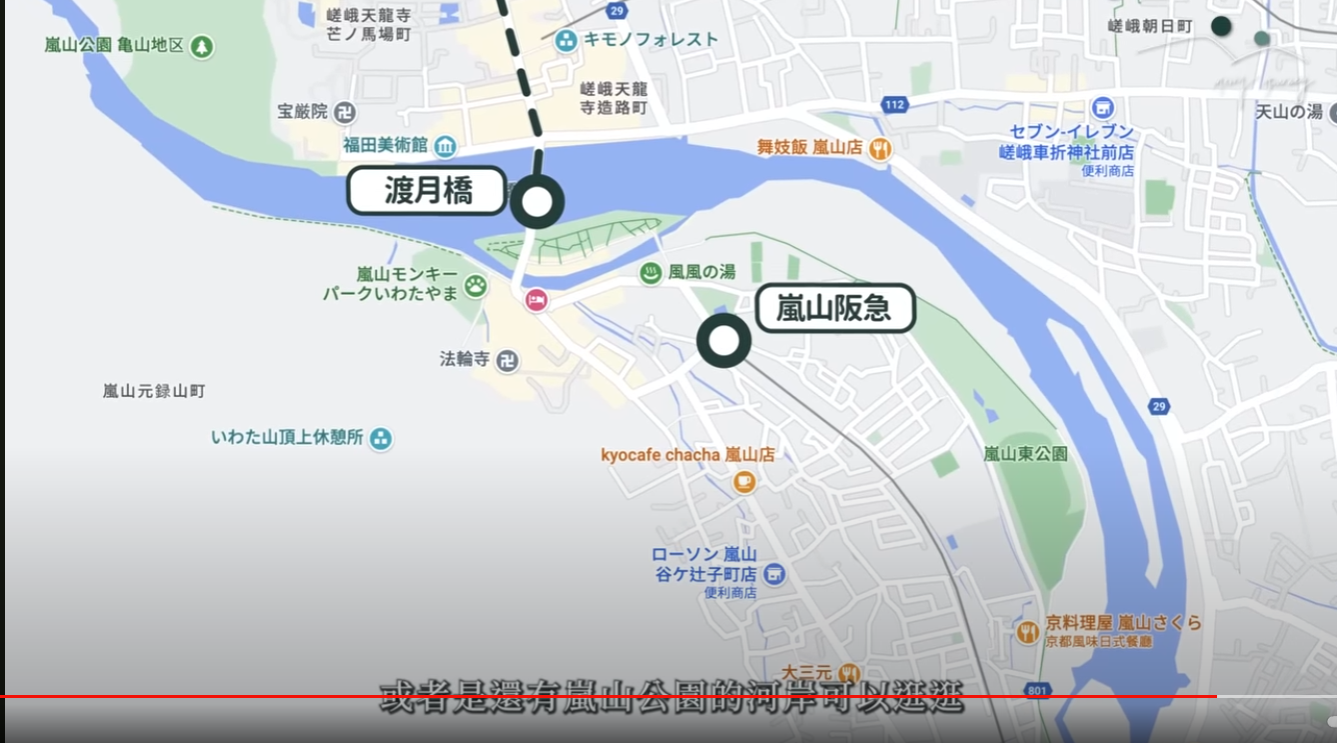 29
嵯峨天龍寺
芒ノ馬場町
嵯峨朝日町
嵐山公園 亀山地区
キモノフォレスト
嵯峨天龍
寺造路町
宝厳院
112
天山の湯
福田美術館
舞妓飯 嵐山店
セブン-イレブン
嵯峨車折神社前店
便利商店
渡月橋
嵐山モンキー
パークいわたやま
風風の湯
嵐山阪急
法輪寺
嵐山元録山町
29
いわた山頂上休憩所
kyocafe chacha 嵐山店
嵐山東公園
ローソン 嵐山
谷ケ辻子町店
便利商店
京料理屋 嵐山さくら
京都風味日式餐廳
大三元
801
或者是還有嵐山公園的河岸可以逛逛